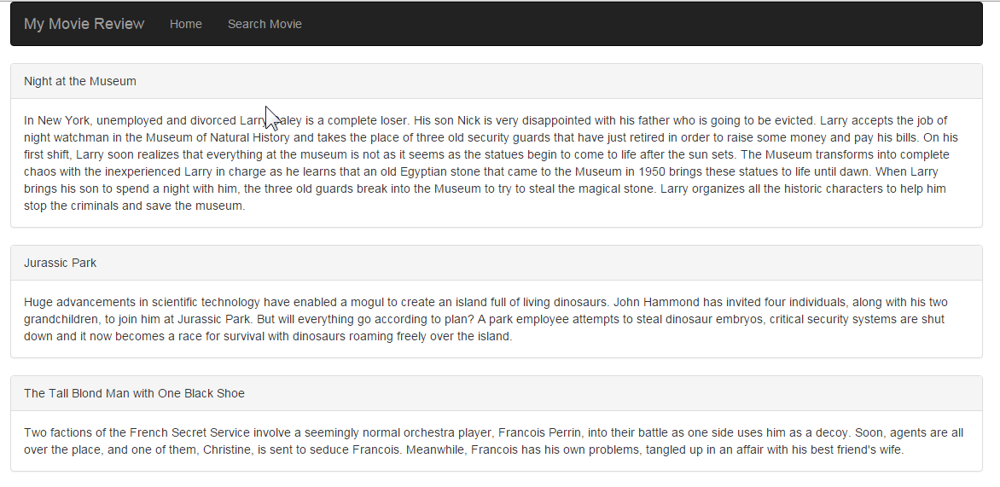 My Movie Review Home Search Movie
Night at the Museum
In New York, unemployed and divorced Larry is a complete loser. His son Nick is very disappointed with his father who is going to be evicted. Larry accepts the job of
night watchman in the Museum of Natural History and takes the place of three old security guards that have just retired in order to raise some money and pay his bills. On his
first shift, Larry soon realizes that everything at the museum is not as it seems as the statues begin to come to life after the sun sets. The Museum transforms into complete
chaos with the inexperienced Larry in charge as he learns that an old Egyptian stone that came to the Museum in 1950 brings these statues to life until dawn. When Larry
brings his son to spend a night with him, the three old guards break into the Museum to try to steal the magical stone. Larry organizes all the historic characters to help him
stop the criminals and save the museum.
Jurassic Park
Huge advancements in scientific technology have enabled a mogul to create an island full of living dinosaurs. John Hammond has invited four individuals, along with his two
grandchildren, to join him at Jurassic Park. But will everything go according to plan? A park employee attempts to steal dinosaur embryos, critical security systems are shut
down and it now becomes a race for survival with dinosaurs roaming freely over the island.
The Tall Blond Man with One Black Shoe
Two factions of the French Secret Service involve a seemingly normal orchestra player, Francois Perrin, into their battle as one side uses him as a decoy. Soon, agents are all
over the place, and one of them, Christine, is sent to seduce Francois. Meanwhile, Francois has his own problems, tangled up in an affair with his best friend's wife.